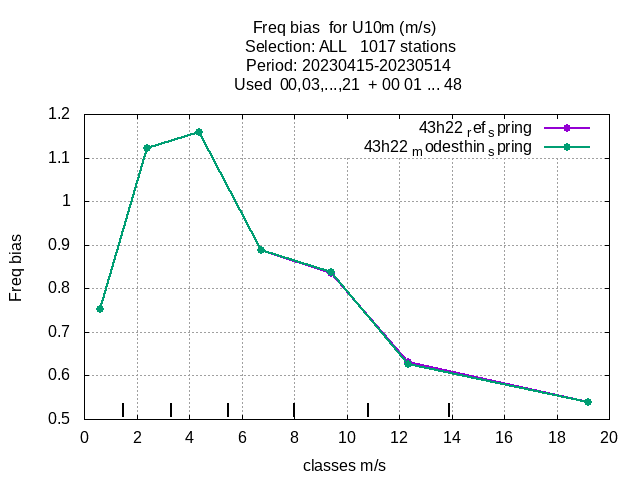 Freq bias  for U10m (m/s)
Selection: ALL   1017 stations
Period: 20230415-20230514
Used  00,03,...,21  + 00 01 ... 48
43h22 ref spring
43h22 modesthin spring
Freq bias
1.2
1.1
1
0.9
0.8
0.7
0.6
0.5
0 2 4 6 8 10 12 14 16 18 20
classes m/s